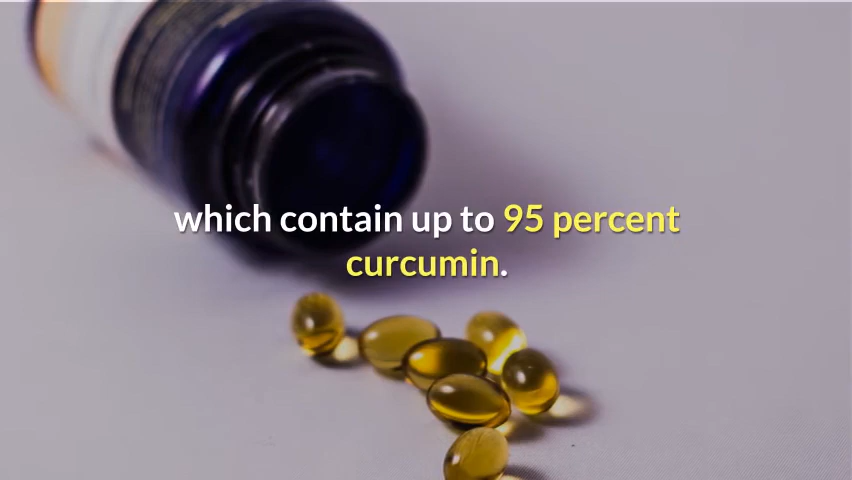 which contain up to 95 percent
curcumin.